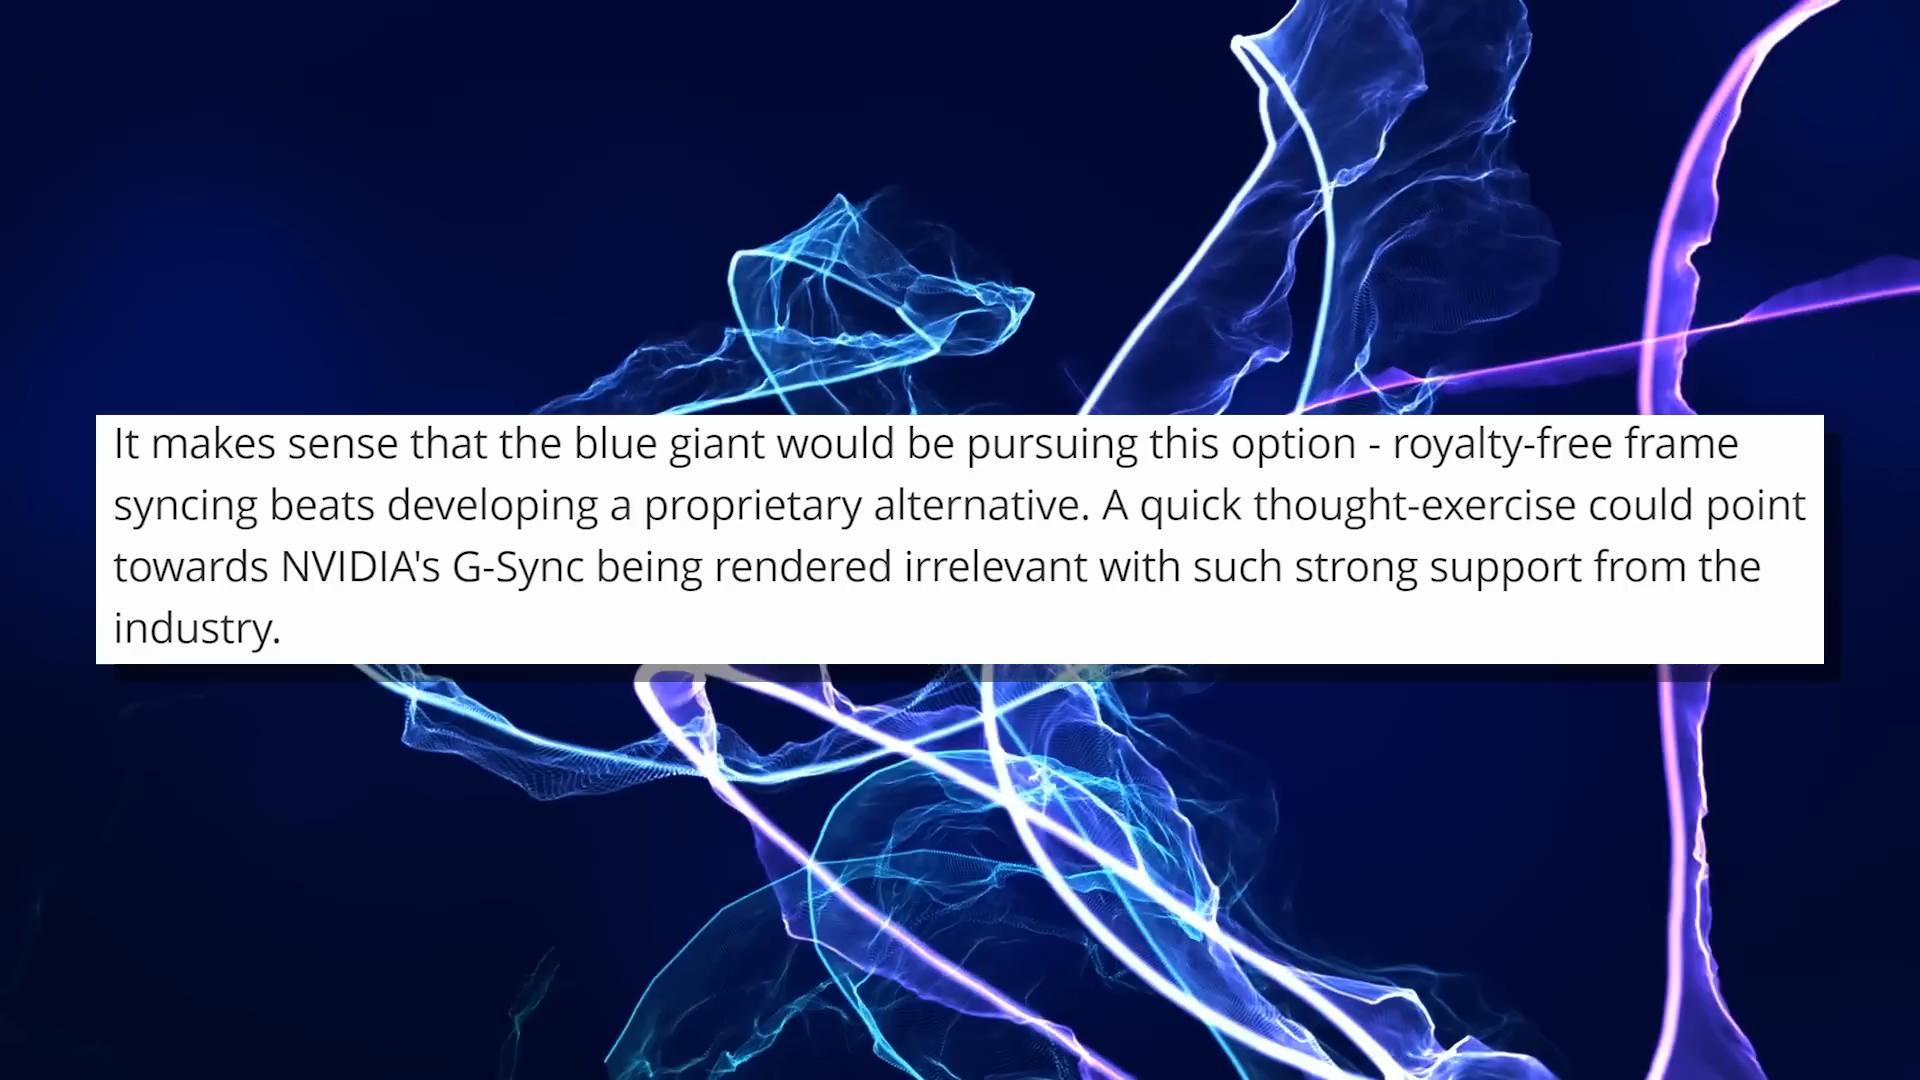 It makes sense that the blue giant would be pursuing this option - royalty-free frame
syncing beats developing a proprietary alternative. A quick thought-exercise could point
towards NVIDIA's G-Sync being rendered irrelevant with such strong support from the
industry.